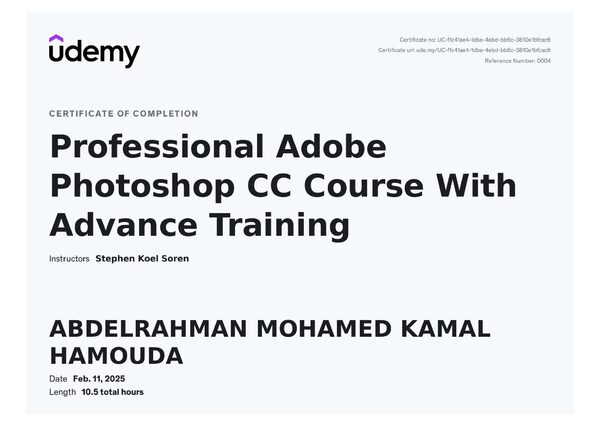 udemy
Certificate no: UC-f1c41ae4-1dbe-4ebd-bb6c-3810e1bfcac6
Certificate url: ude.my/UC-f1c41ae4-1dbe-4ebd-bb6c-3810e1bfcac6
Reference Number: 0004
CERTIFICATE OF COMPLETION
Professional Adobe
Photoshop CC Course With
Advance Training
Instructors Stephen Koel Soren
ABDELRAHMAN MOHAMED KAMAL
HAMOUDA
Date Feb. 11, 2025
Length 10.5 total hours